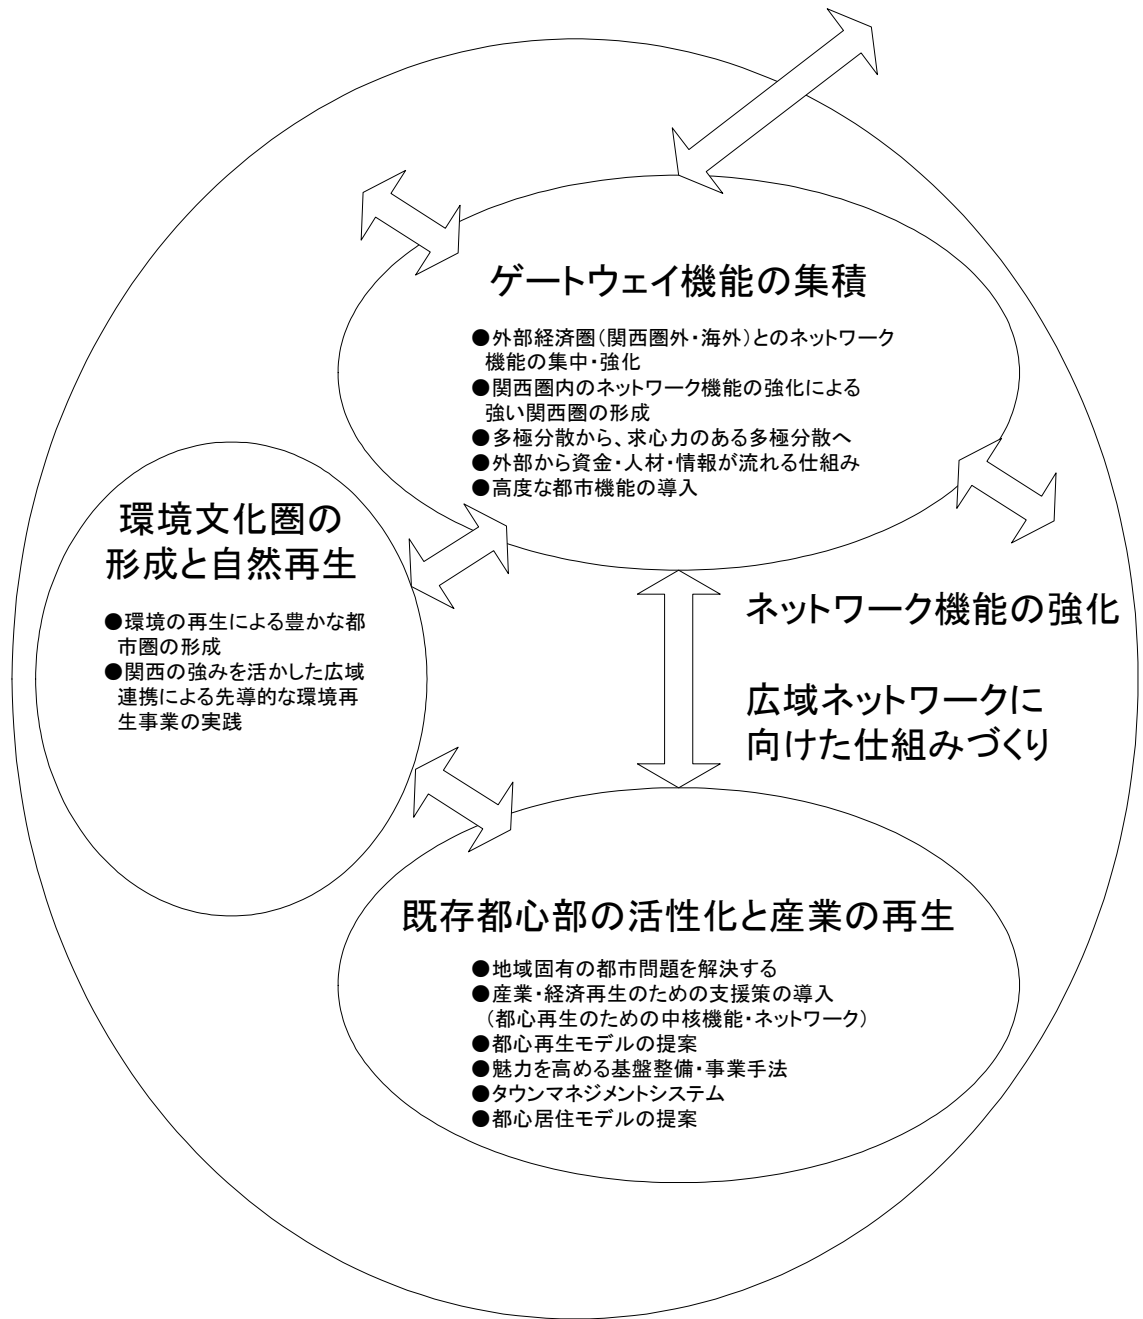 ゲートウェイ機能の集積
●外部経済圏(関西圏外・海外)とのネットワーク
機能の集中・強化
●関西圏内のネットワーク機能の強化による
強い関西圏の形成
●多極分散から、求心力のある多極分散へ
●外部から資金・人材・情報が流れる仕組み
●高度な都市機能の導入
環境文化圏の
形成と自然再生
●環境の再生による豊かな都
市圏の形成
●関西の強みを活かした広域
連携による先導的な環境再
生事業の実践
ネットワーク機能の強化
広域ネットワークに
向けた仕組みづくり
既存都心部の活性化と産業の再生
●地域固有の都市問題を解決する
●産業・経済再生のための支援策の導入
(都心再生のための中核機能・ネットワーク)
●都心再生モデルの提案
●魅力を高める基盤整備・事業手法
●タウンマネジメントシステム
●都心居住モデルの提案